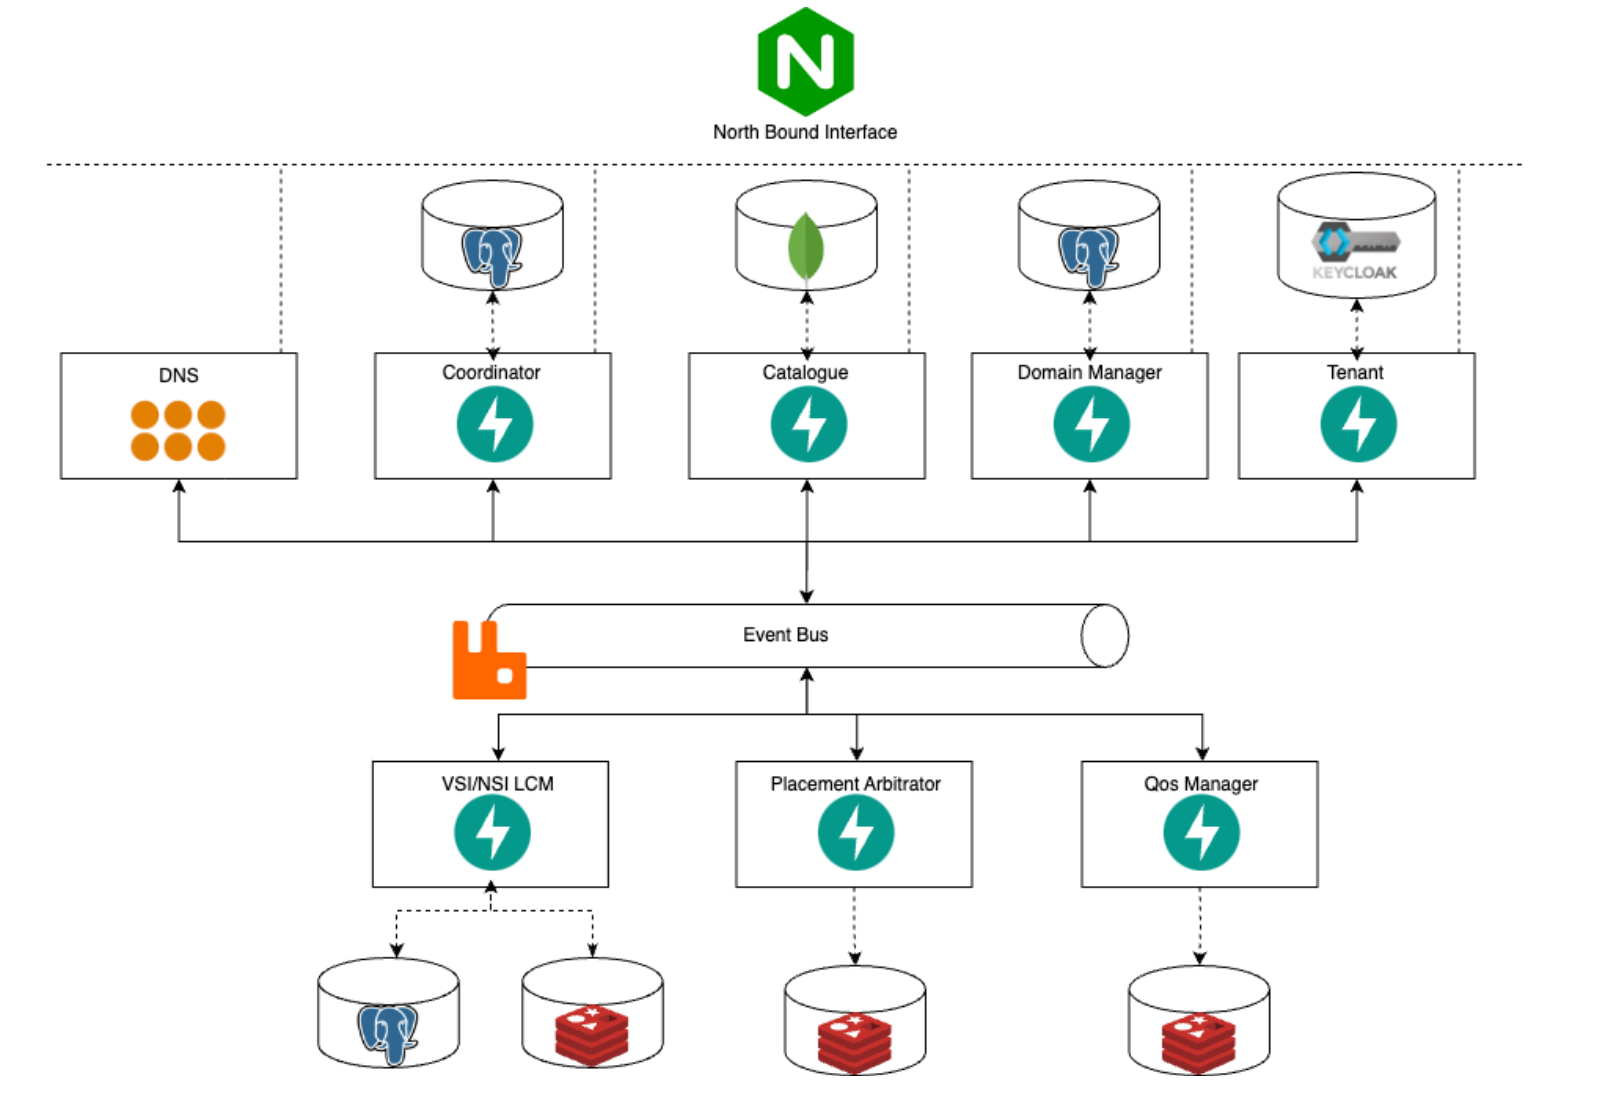 N
North Bound Interface
KEYCLOAK
DNS
Coordinator
Catalogue
Domain Manager
Tenant
Event Bus
VSI/NSI LCM
Placement Arbitrator
Qos Manager